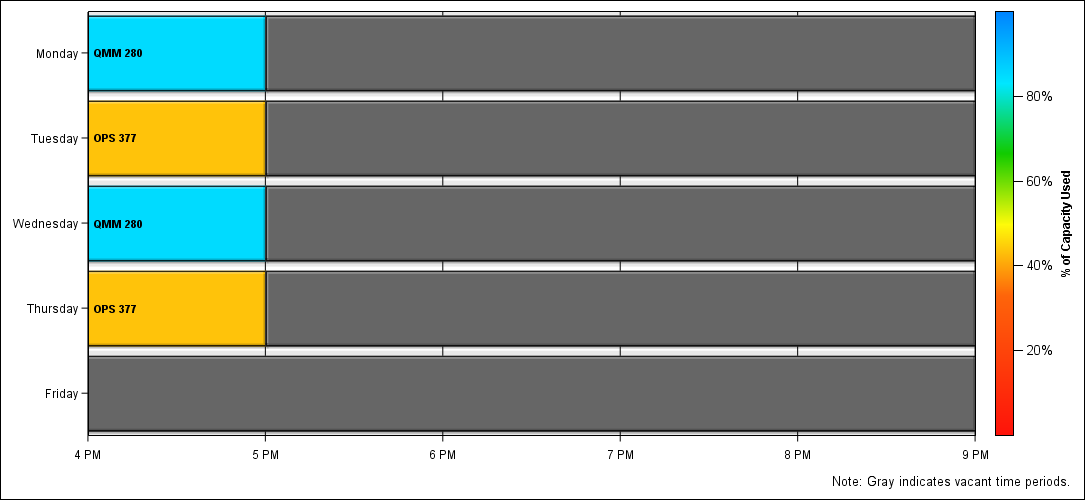 Monday
QMM 280
Tuesday
OPS 377
Wednesday
QMM 280
Thursday
OPS 377
Friday
4 PM
5 PM
6 PM
7 PM
8 PM
9 PM
80%
60%
40%
20%
% of Capacity Used
Note: Gray indicates vacant time periods.